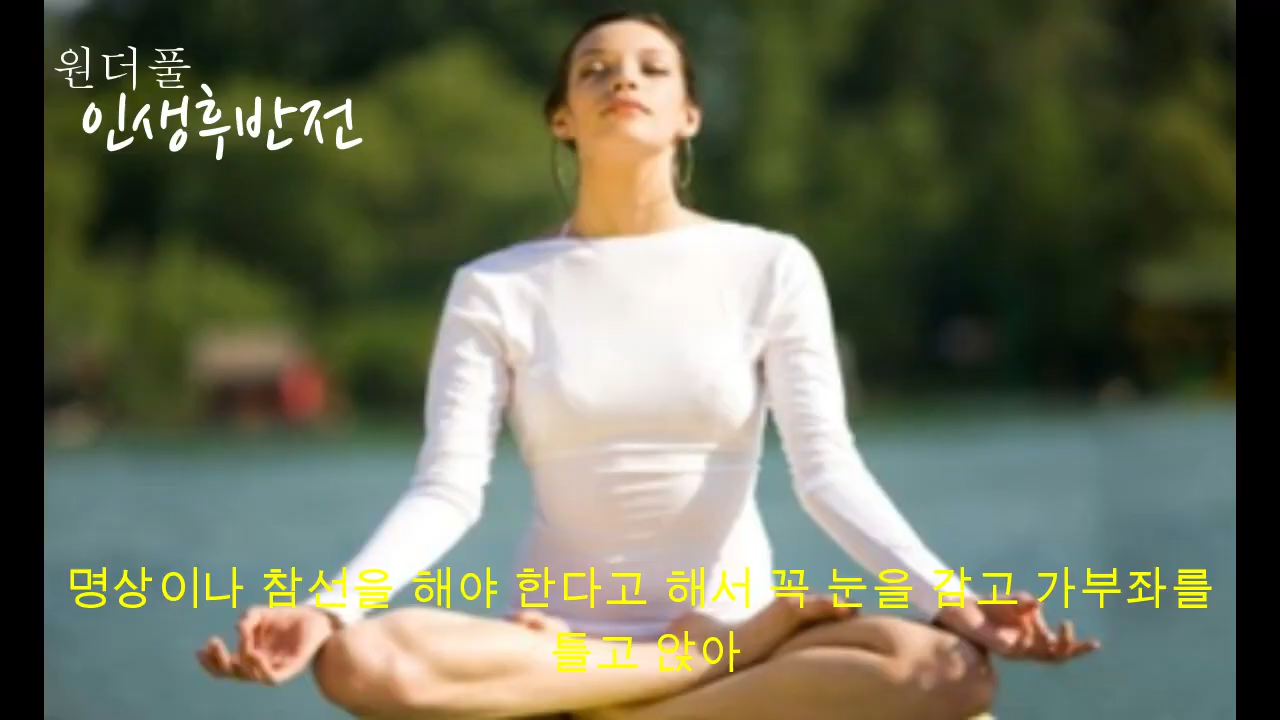 원더풀
인생후반전
명상이나 참선을 해야 한다고 해서 꼭 눈을 감고 가부좌를
틀고 앉아